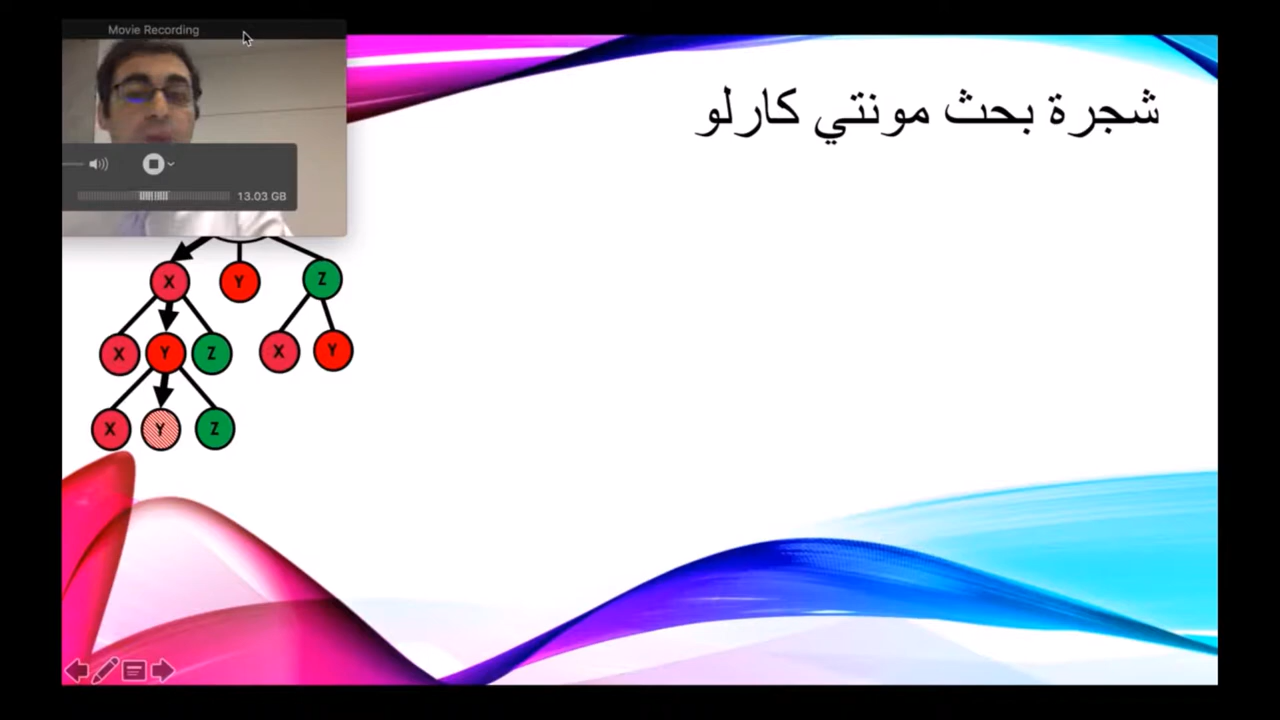 Movie Recording
شجرة بحث مونتي كارلو
13.03 GB
X Y Z
X Y Z X Y
X Y Z